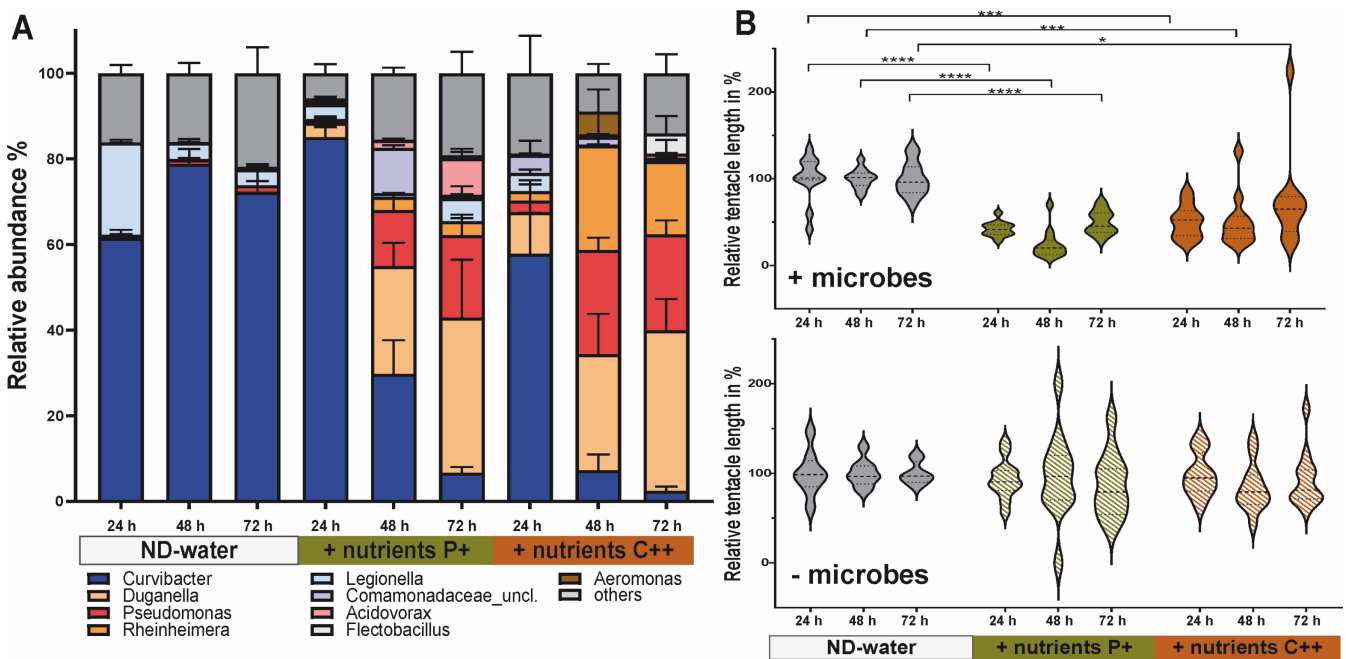 A
Relative abundance %
100
80
60
40
20
0
24 h 48 h 72 h 24 h 48 h 72 h 24 h 48 h 72 h
ND-water + nutrients P+ + nutrients C++
Curvibacter
Duganella
Pseudomonas
Rheinheimera
Legionella
Comamonadaceae_uncl.
Acidovorax
Flectobacillus
Aeromonas
others
B
***
***
*
****
****
****
Relative tentacle length in %
200
100
0
+ microbes
24 h 48 h 72 h 24 h 48 h 72 h 24 h 48 h 72 h
Relative tentacle length in %
200
100
0
- microbes
24 h 48 h 72 h 24 h 48 h 72 h 24 h 48 h 72 h
ND-water + nutrients P+ + nutrients C++